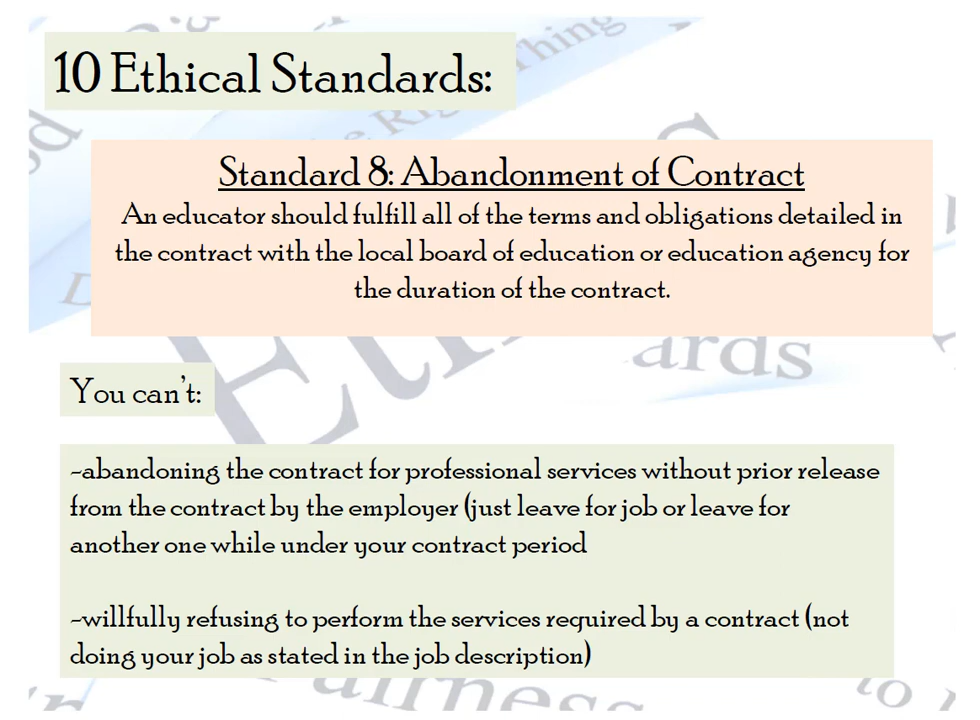 10 Ethical Standards:
Standard 8: Abandonment of Contract
An educator should fulfill all of the terms and obligations detailed in
the contract with the local board of education or education agency for
the duration of the contract.
You can't:
-abandoning the contract for professional services without prior release
from the contract by the employer (just leave for job or leave for
another one while under your contract period
-willfully refusing to perform the services required by a contract (not
doing your job as stated in the job description)